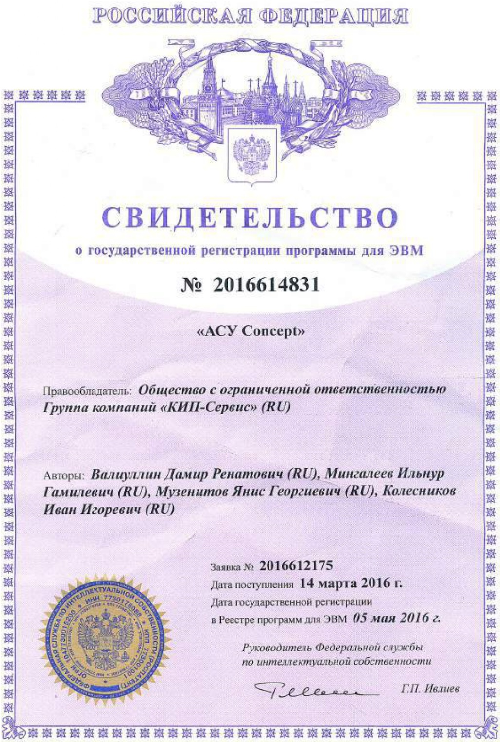 РОССИЙСКАЯ ФЕДЕРАЦИЯ
СВИДЕТЕЛЬСТВО
о государственной регистрации программы для ЭВМ
№ 2016614831
«АСУ Concept»
Правообладатель: Общество с ограниченной ответственностью
Группа компаний «КИП-Сервис» (RU)
Авторы: Валиуллин Дамир Ренатович (RU), Мингалеев Ильнур
Гамилевич (RU), Музенитов Янис Георгиевич (RU), Колесников
Иван Игоревич (RU)
Заявка № 2016612175
Дата поступления 14 марта 2016 г.
Дата государственной регистрации
в Реестре программ для ЭВМ 05 мая 2016 г.
Руководитель Федеральной службы
по интеллектуальной собственности
Г.П. Ивлиев